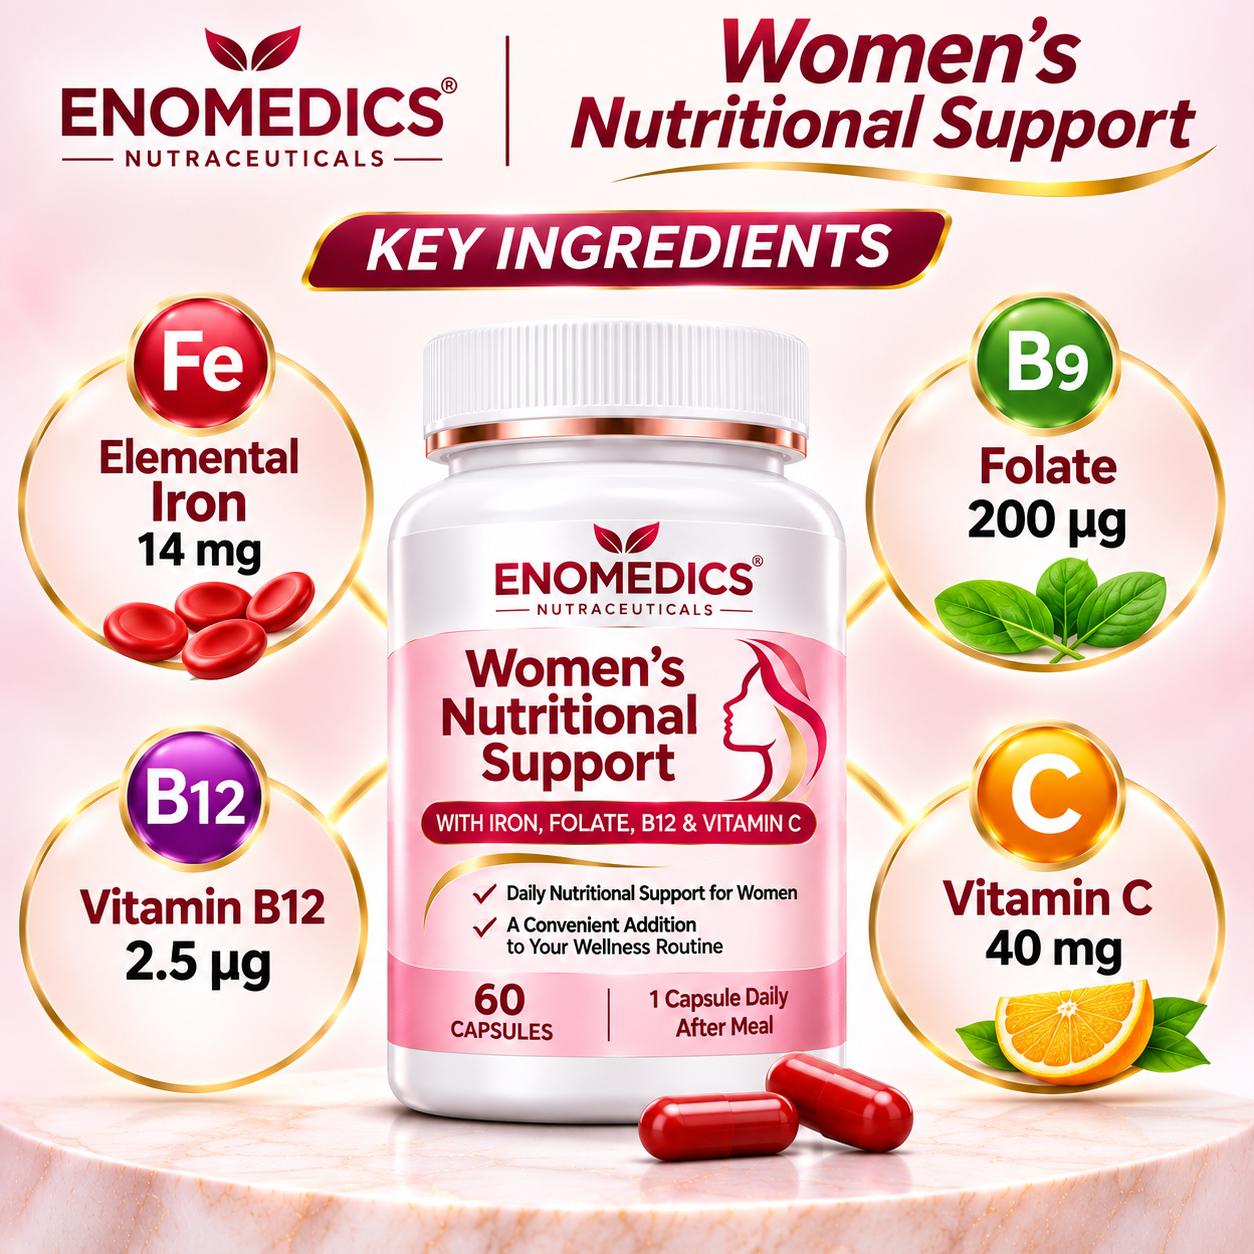 ENOMEDICS®
NUTRACEUTICALS
Women's
Nutritional Support
KEY INGREDIENTS
Fe
Elemental
Iron
14 mg
B9
Folate
200 µg
B12
Vitamin B12
2.5 µg
C
Vitamin C
40 mg
ENOMEDICS®
NUTRACEUTICALS
Women's
Nutritional
Support
WITH IRON, FOLATE, B12 & VITAMIN C
Daily Nutritional Support for Women
A Convenient Addition
to Your Wellness Routine
60
CAPSULES
1 Capsule Daily
After Meal